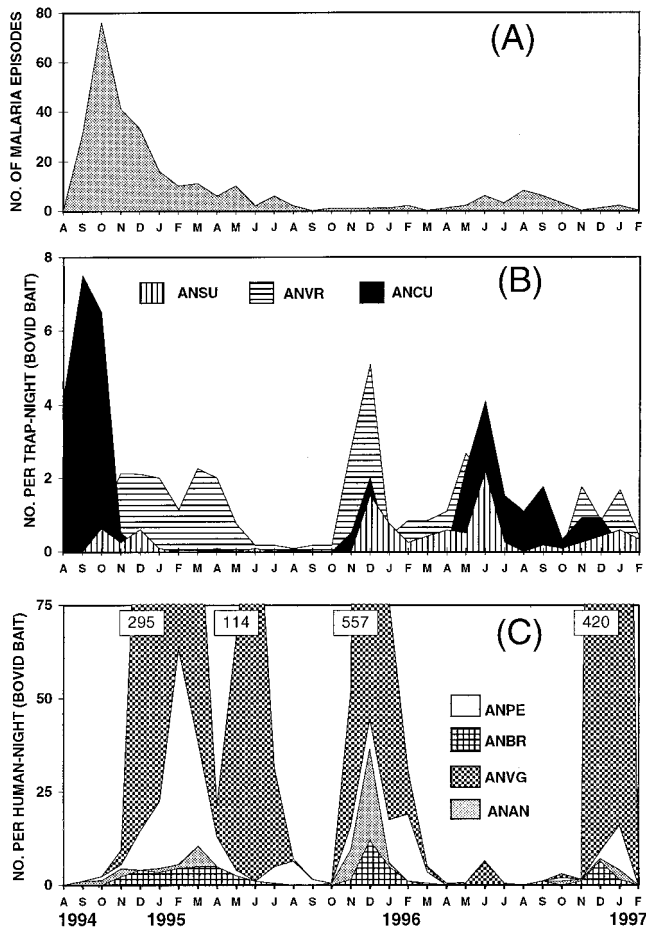 (A)
NO. OF MALARIA EPISODES
80
60
40
20
0
A S O N D J F M A M J J A S O N D J F M A M J J A S O N D J F
(B)
ANSU ANVR ANCU
NO. PER TRAP-NIGHT (BOVID BAIT)
8
6
4
2
0
A S O N D J F M A M J J A S O N D J F M A M J J A S O N D J F
(C)
295 114 557 420
ANPE
ANBR
ANVG
ANAN
NO. PER HUMAN-NIGHT (BOVID BAIT)
75
50
25
0
A S O N D J F M A M J J A S O N D J F M A M J J A S O N D J F
1994 1995 1996 1997